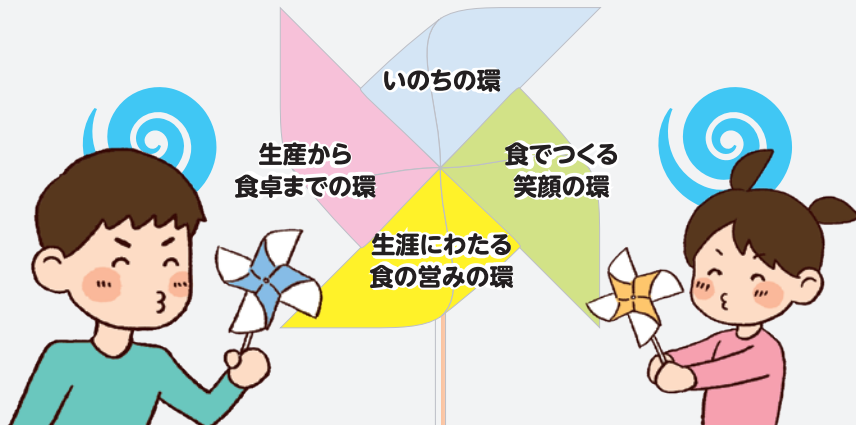 いのちの環
生産から
食卓までの環
食でつくる
笑顔の環
生涯にわたる
食の営みの環